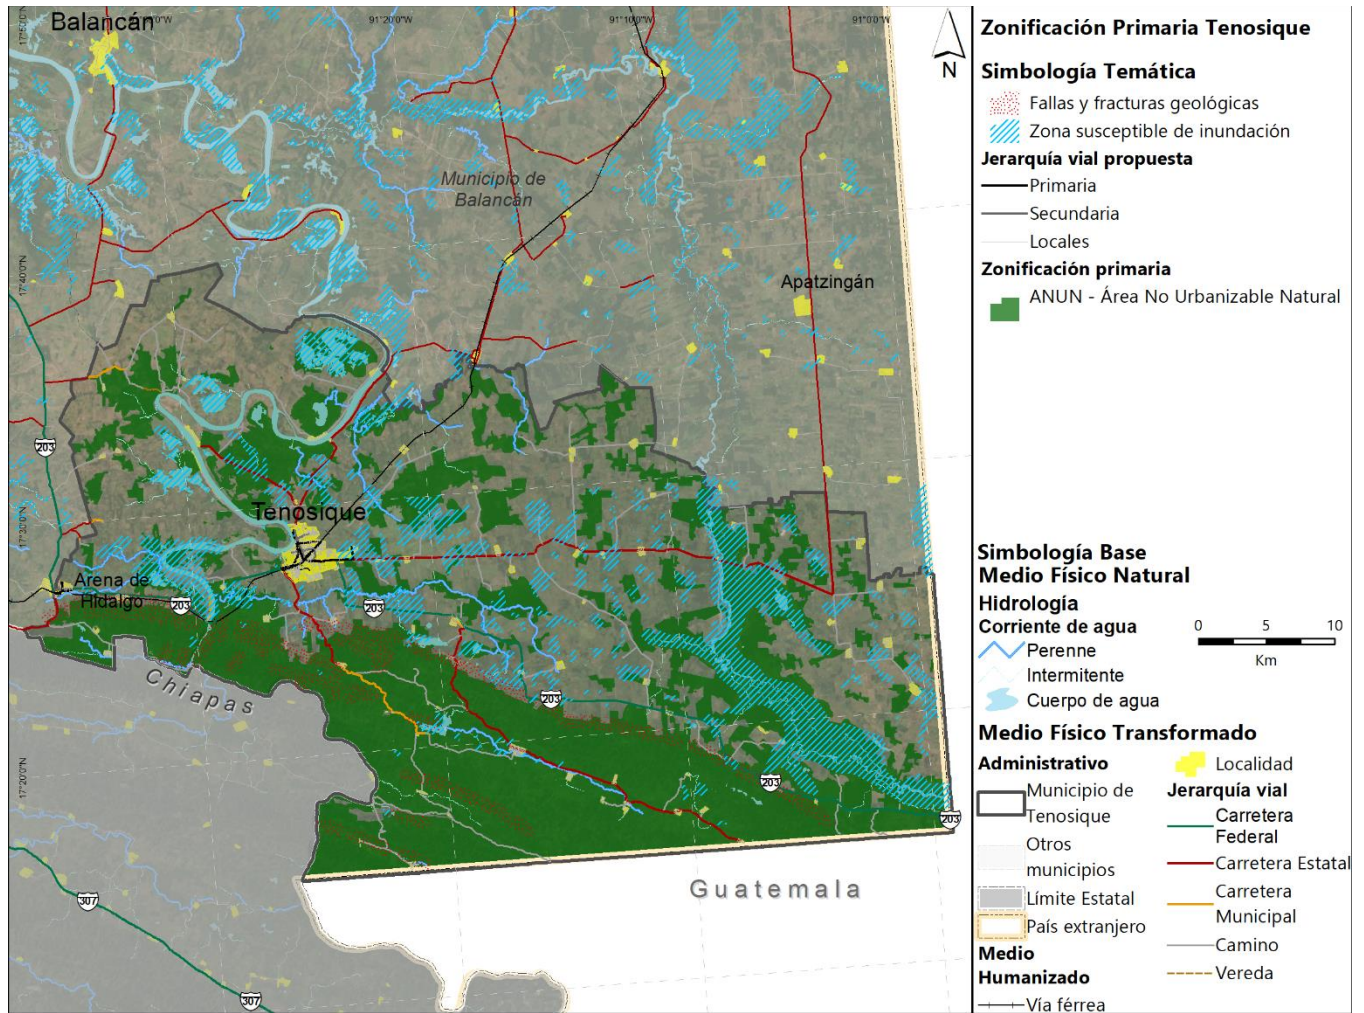 Balancán
91°20'0"W
91°10'0"W
91°0'0"W
17°50'0"N
N
Municipio de
Balancán
17°40'0"N
Apatzingán
203
Tenosique
17°30'0"N
Arena de
Hidalgo
203
203
Chiapas
203
17°20'0"N
203
203
Guatemala
307
307
Zonificación Primaria Tenosique
Simbología Temática
Fallas y fracturas geológicas
Zona susceptible de inundación
Jerarquía vial propuesta
Primaria
Secundaria
Locales
Zonificación primaria
ANUN - Área No Urbanizable Natural
Simbología Base
Medio Físico Natural
Hidrología
Corriente de agua
Perenne
Intermitente
Cuerpo de agua
0 5 10
Km
Medio Físico Transformado
Administrativo
Municipio de
Tenosique
Otros
municipios
Límite Estatal
País extranjero
Medio
Humanizado
Vía férrea
Localidad
Jerarquía vial
Carretera
Federal
Carretera Estatal
Carretera
Municipal
Camino
Vereda